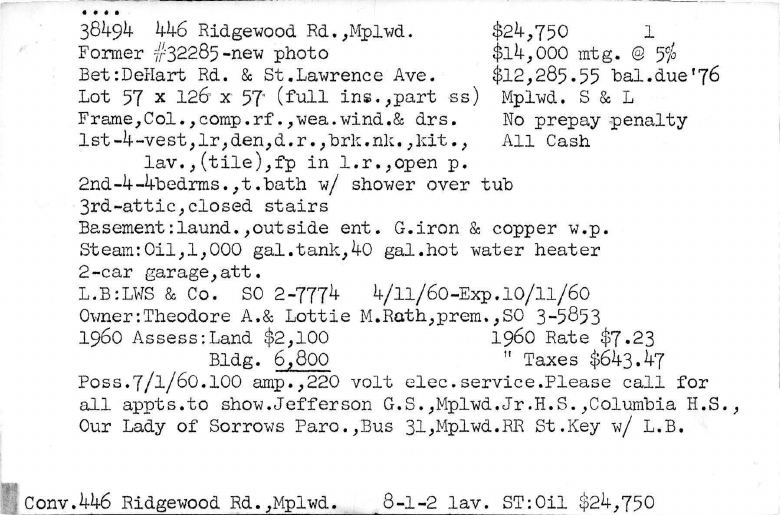 38494 446 Ridgewood Rd.,Mplwd. $24,750 1
Former #32285-new photo $14,000 mtg. @ 5%
Bet:DeHart Rd. & St.Lawrence Ave. $12,285.55 bal.due'76
Lot 57 x 126 x 57 (full ins.,part ss) Mplwd. S & L
Frame,Col.,comp.rf.,wea.wind.& drs. No prepay penalty
1st-4-vest,lr,den,d.r.,brk.nk.,kit., All Cash
lav.,(tile),fp in l.r.,open p.
2nd-4-4bedrms.,t.bath w/ shower over tub
3rd-attic,closed stairs
Basement:laund.,outside ent. G.iron & copper w.p.
Steam:Oil,1,000 gal.tank,40 gal.hot water heater
2-car garage,att.
L.B:LWS & Co. SO 2-7774 4/11/60-Exp.10/11/60
Owner:Theodore A.& Lottie M.Rath,prem.,SO 3-5853
1960 Assess:Land $2,100 1960 Rate $7.23
Bldg. 6,800 " Taxes $643.47
Poss.7/1/60.100 amp.,220 volt elec.service.Please call for
all appts.to show.Jefferson G.S.,Mplwd.Jr.H.S.,Columbia H.S.,
Our Lady of Sorrows Paro.,Bus 31,Mplwd.RR St.Key w/ L.B.
Conv.446 Ridgewood Rd.,Mplwd. 8-1-2 lav. ST:Oil $24,750